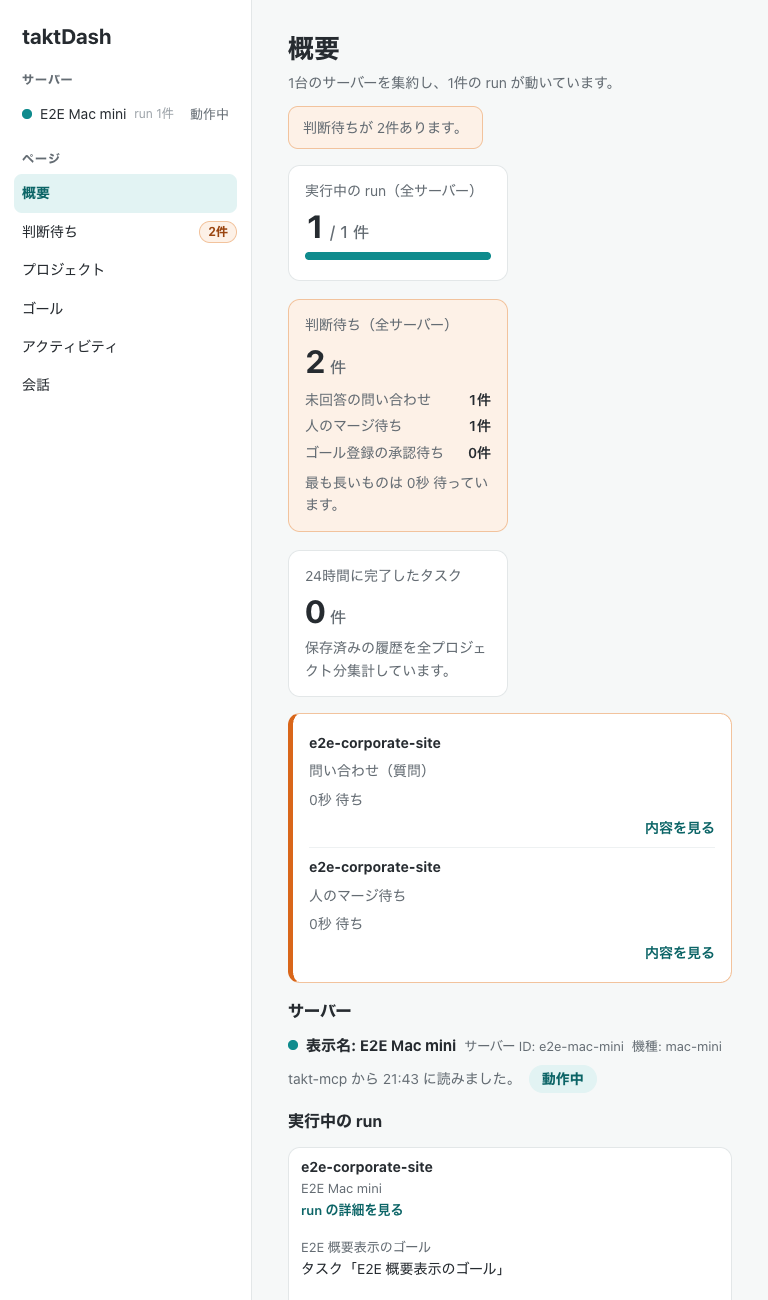 taktDash
サーバー
E2E Mac mini run 1件 動作中
ページ
概要
判断待ち 2件
プロジェクト
ゴール
アクティビティ
会話
概要
1台のサーバーを集約し、1件の run が動いています。
判断待ちが 2件あります。
実行中の run（全サーバー）
1 / 1 件
判断待ち（全サーバー）
2 件
未回答の問い合わせ 1件
人のマージ待ち 1件
ゴール登録の承認待ち 0件
最も長いものは 0秒 待ってい
ます。
24時間に完了したタスク
0 件
保存済みの履歴を全プロジェ
クト分集計しています。
e2e-corporate-site
問い合わせ（質問）
0秒 待ち
内容を見る
e2e-corporate-site
人のマージ待ち
0秒 待ち
内容を見る
サーバー
表示名: E2E Mac mini サーバー ID: e2e-mac-mini 機種: mac-mini
takt-mcp から 21:43 に読みました。 動作中
実行中の run
e2e-corporate-site
E2E Mac mini
run の詳細を見る
E2E 概要表示のゴール
タスク「E2E 概要表示のゴール」